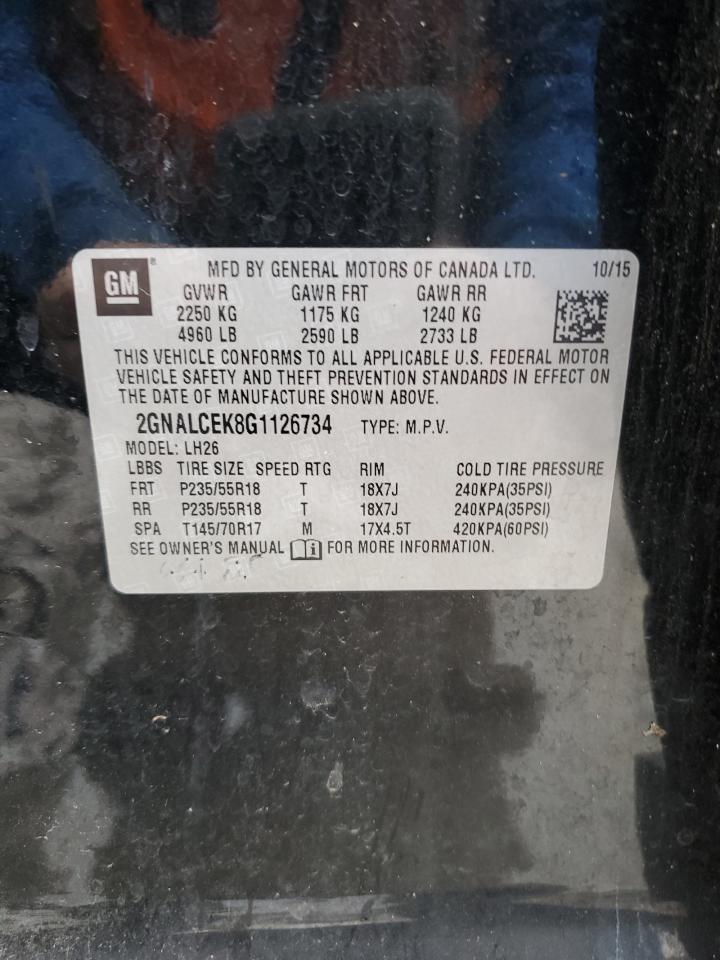 GM ® MFD BY GENERAL MOTORS OF CANADA LTD. 10/15
GVWR GAWR FRT GAWR RR
2250 KG 1175 KG 1240 KG
4960 LB 2590 LB 2733 LB
THIS VEHICLE CONFORMS TO ALL APPLICABLE U.S. FEDERAL MOTOR
VEHICLE SAFETY AND THEFT PREVENTION STANDARDS IN EFFECT ON
THE DATE OF MANUFACTURE SHOWN ABOVE.
2GNALCEK8G1126734 TYPE: M.P.V.
MODEL: LH26
LBBS TIRE SIZE SPEED RTG RIM COLD TIRE PRESSURE
FRT P235/55R18 T 18X7J 240KPA(35PSI)
RR P235/55R18 T 18X7J 240KPA(35PSI)
SPA T145/70R17 M 17X4.5T 420KPA(60PSI)
SEE OWNER'S MANUAL i FOR MORE INFORMATION.